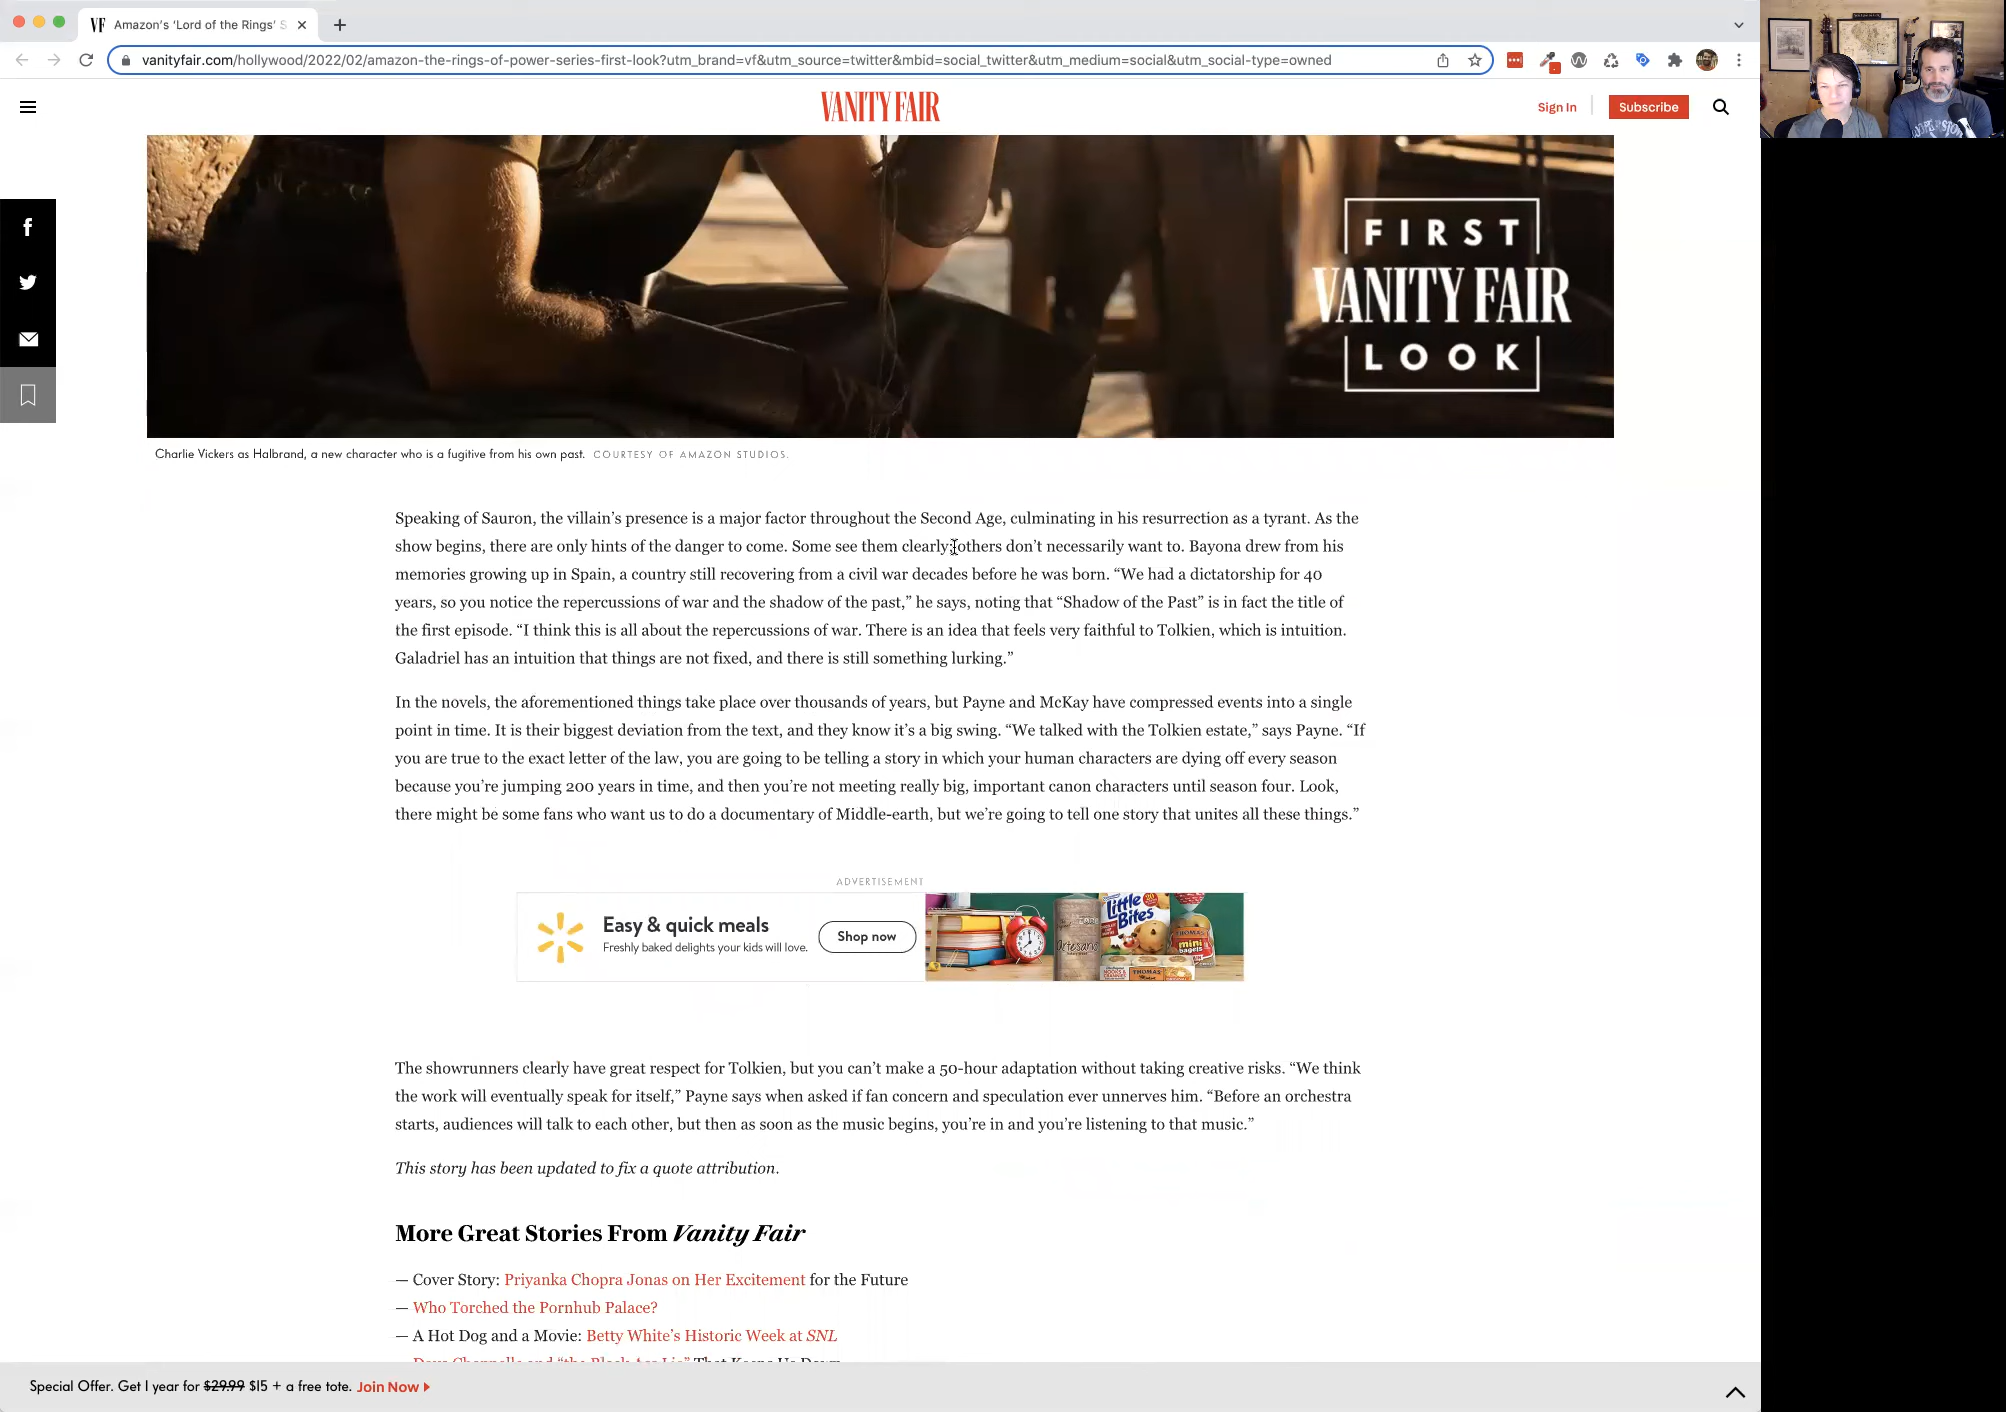 VF Amazon's 'Lord of the Rings' S
vanityfair.com/hollywood/2022/02/amazon-the-rings-of-power-series-first-look?utm_brand=vf&utm_source=twitter&mbid=social_twitter&utm_medium=social&utm_social-type=owned
VANITY FAIR
Sign In
Subscribe
FIRST
VANITY FAIR
LOOK
Charlie Vickers as Halbrand, a new character who is a fugitive from his own past. COURTESY OF AMAZON STUDIOS.
Speaking of Sauron, the villain's presence is a major factor throughout the Second Age, culminating in his resurrection as a tyrant. As the
show begins, there are only hints of the danger to come. Some see them clearly; others don't necessarily want to. Bayona drew from his
memories growing up in Spain, a country still recovering from a civil war decades before he was born. “We had a dictatorship for 40
years, so you notice the repercussions of war and the shadow of the past,” he says, noting that “Shadow of the Past” is in fact the title of
the first episode. “I think this is all about the repercussions of war. There is an idea that feels very faithful to Tolkien, which is intuition.
Galadriel has an intuition that things are not fixed, and there is still something lurking.”
In the novels, the aforementioned things take place over thousands of years, but Payne and McKay have compressed events into a single
point in time. It is their biggest deviation from the text, and they know it's a big swing. “We talked with the Tolkien estate,” says Payne. “If
you are true to the exact letter of the law, you are going to be telling a story in which your human characters are dying off every season
because you're jumping 200 years in time, and then you're not meeting really big, important canon characters until season four. Look,
there might be some fans who want us to do a documentary of Middle-earth, but we're going to tell one story that unites all these things.”
ADVERTISEMENT
Easy & quick meals
Freshly baked delights your kids will love.
Shop now
Little Bites
Artesano
THOMAS'
mini bagels
THOMAS'
The showrunners clearly have great respect for Tolkien, but you can't make a 50-hour adaptation without taking creative risks. “We think
the work will eventually speak for itself,” Payne says when asked if fan concern and speculation ever unnerves him. “Before an orchestra
starts, audiences will talk to each other, but then as soon as the music begins, you're in and you're listening to that music.”
This story has been updated to fix a quote attribution.
More Great Stories From Vanity Fair
— Cover Story: Priyanka Chopra Jonas on Her Excitement for the Future
— Who Torched the Pornhub Palace?
— A Hot Dog and a Movie: Betty White's Historic Week at SNL
— Dave Chappelle and “the Black Ass Lie” That Keeps Us Down
Special Offer. Get 1 year for $29.99 $15 + a free tote. Join Now